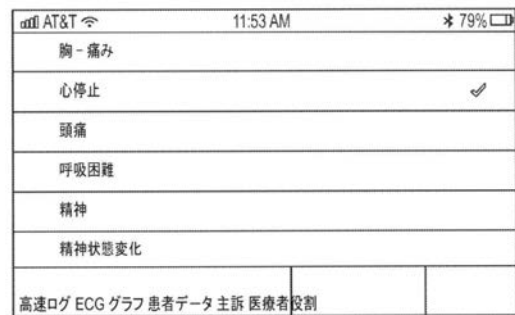 AT&T 11:53 AM 79%
胸 - 痛み
心停止
頭痛
呼吸困難
精神
精神状態変化
高速ログ ECG グラフ 患者データ 主訴 医療者役割